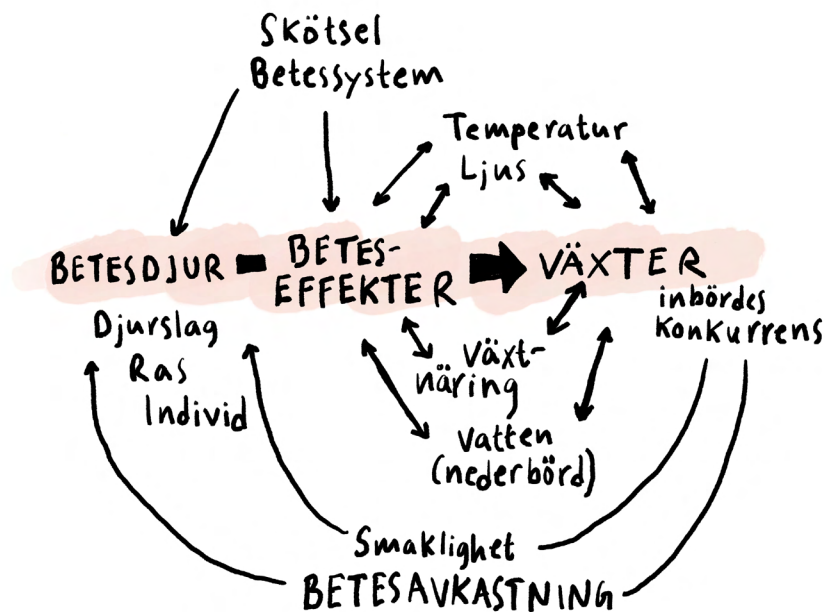 Skötsel
Betessystem
Temperatur
Ljus
BETESDJUR
BETES-
EFFEKTER
VÄXTER
inbördes
konkurrens
Djurslag
Ras
Individ
växt-
näring
Vatten
(nederbörd)
Smaklighet
BETESAVKASTNING